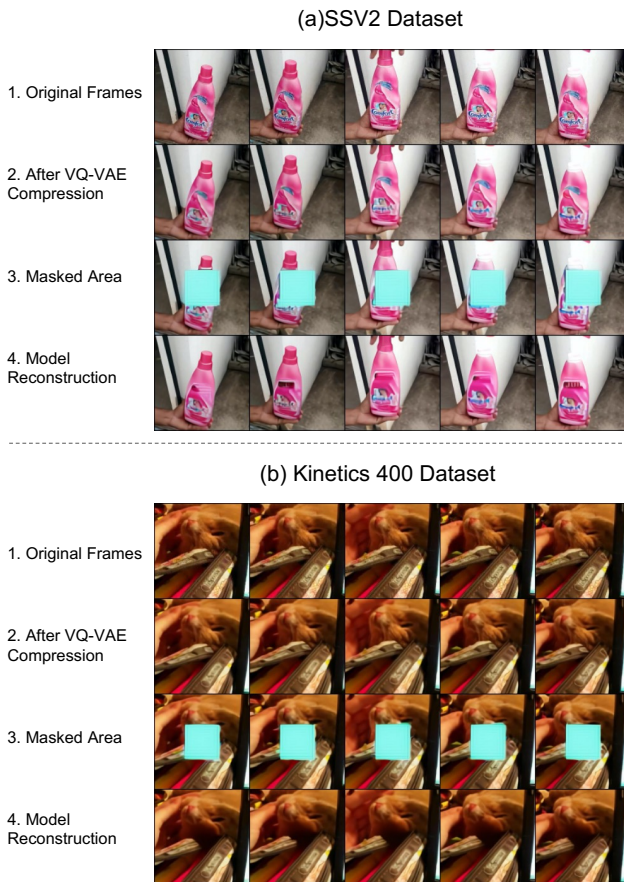 (a)SSV2 Dataset
1. Original Frames
2. After VQ-VAE
Compression
3. Masked Area
4. Model
Reconstruction
(b) Kinetics 400 Dataset
1. Original Frames
2. After VQ-VAE
Compression
3. Masked Area
4. Model
Reconstruction